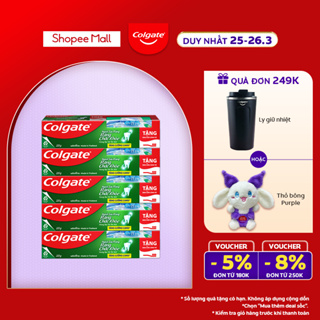 Shopee Mall
Colgate
DUY NHẤT 25-26.3
QUÀ ĐƠN 249K
Ly giữ nhiệt
HOẶC
Thỏ bông
Purple
Colgate
TẶNG
Colgate
TẶNG
Colgate
TẶNG
Colgate
TẶNG
Colgate
TẶNG
VOUCHER
- 5%
ĐƠN TỪ 180K
VOUCHER
- 8%
ĐƠN TỪ 250K
* Số lượng quà tặng có hạn. Không áp dụng cộng dồn
*Chọn "Mua thêm deal sốc".
* Kiểm tra giỏ hàng trước khi thanh toán